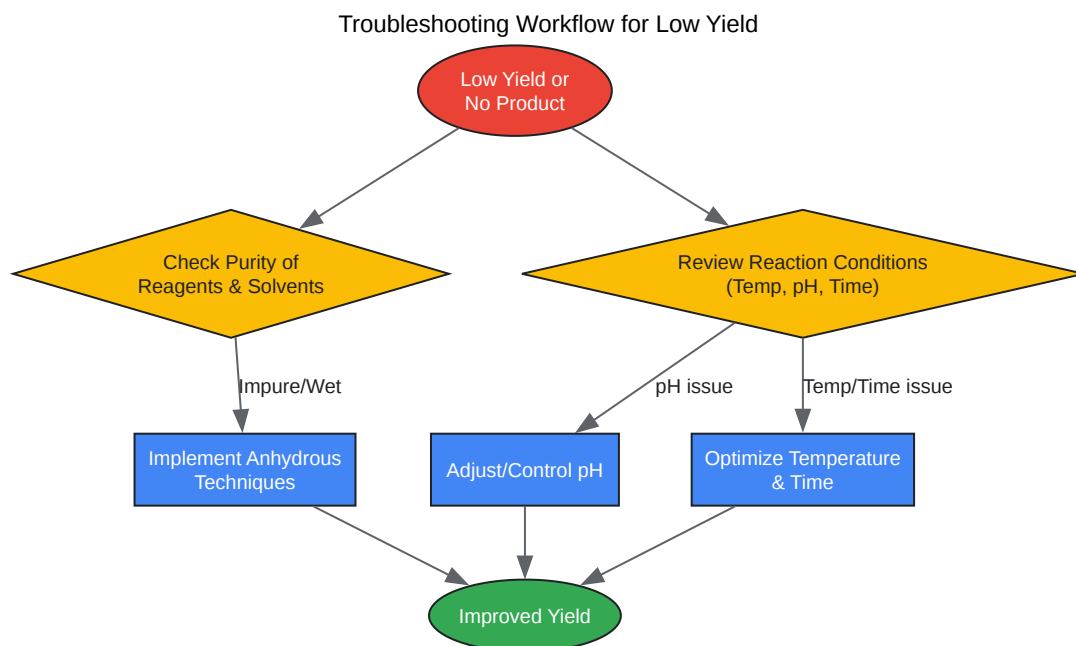 Troubleshooting Workflow for Low Yield
Low Yield or
No Product
Check Purity of
Reagents & Solvents
Review Reaction Conditions
(Temp, pH, Time)
Impure/Wet
pH issue
Temp/Time issue
Implement Anhydrous
Techniques
Adjust/Control pH
Optimize Temperature
& Time
Improved Yield